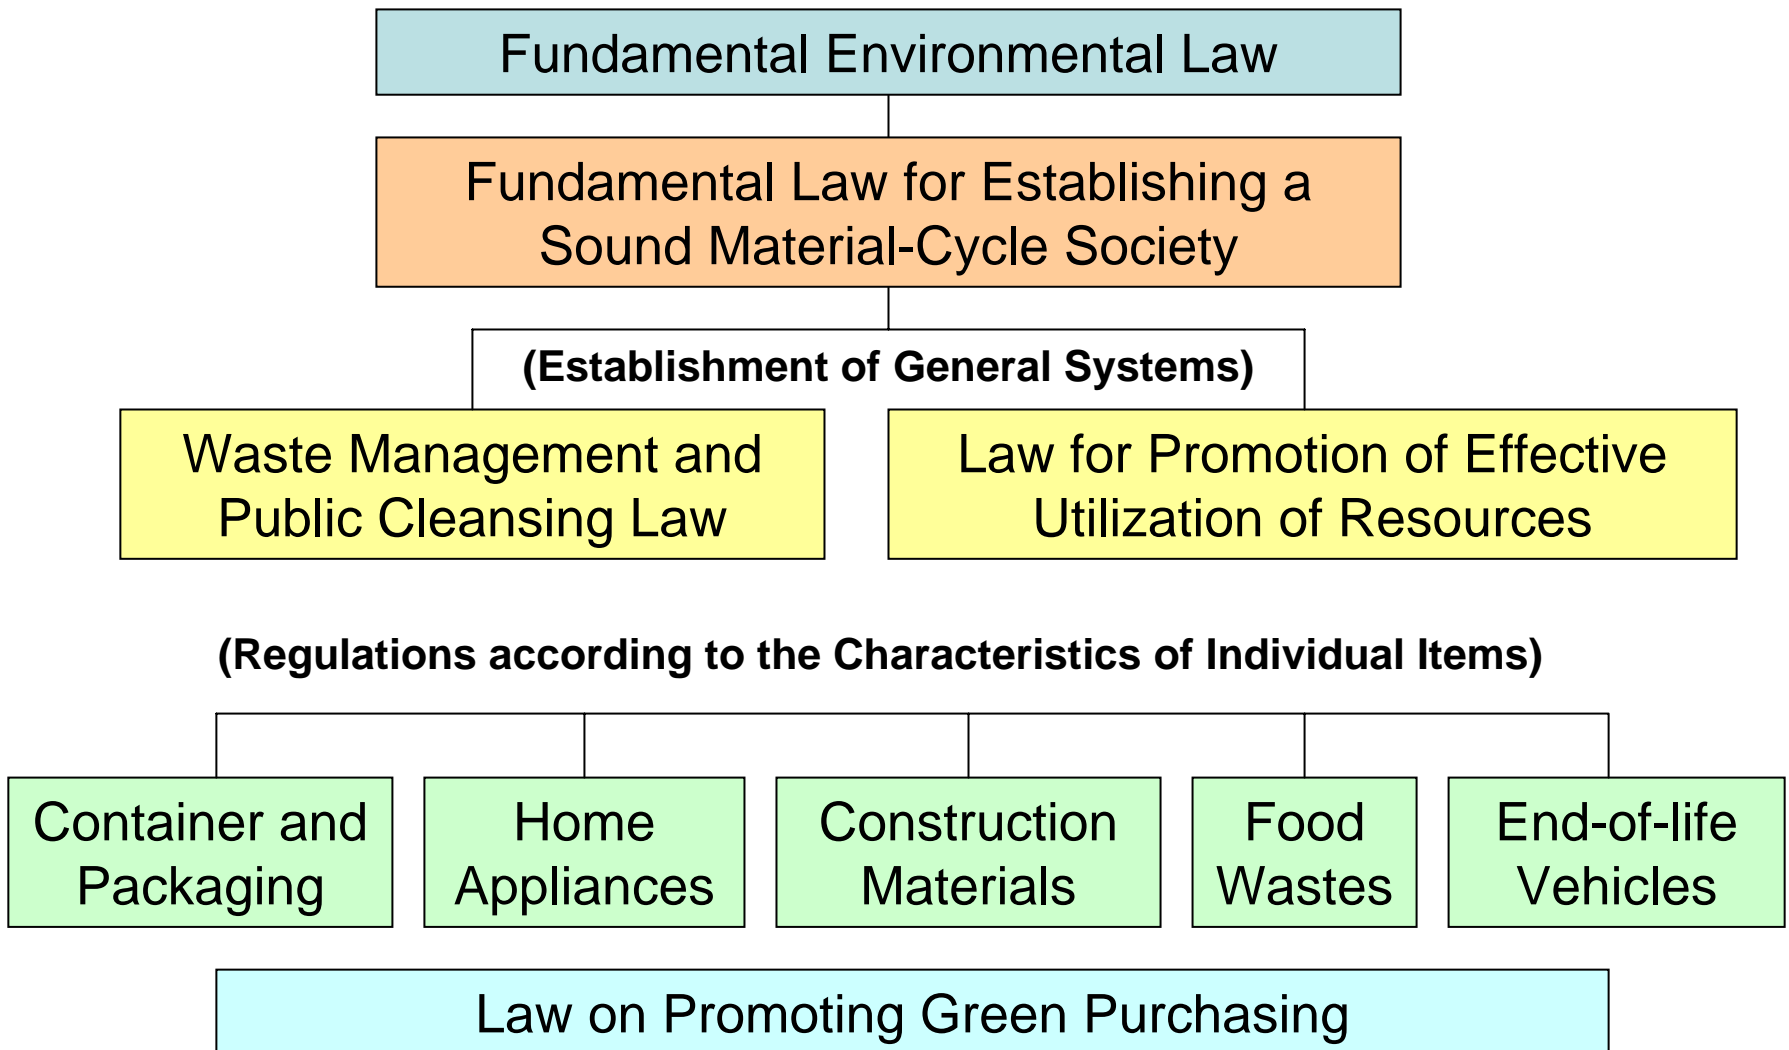 Fundamental Environmental Law
Fundamental Law for Establishing a
Sound Material-Cycle Society
(Establishment of General Systems)
Waste Management and
Public Cleansing Law
Law for Promotion of Effective
Utilization of Resources
(Regulations according to the Characteristics of Individual Items)
Container and
Packaging
Home
Appliances
Construction
Materials
Food
Wastes
End-of-life
Vehicles
Law on Promoting Green Purchasing